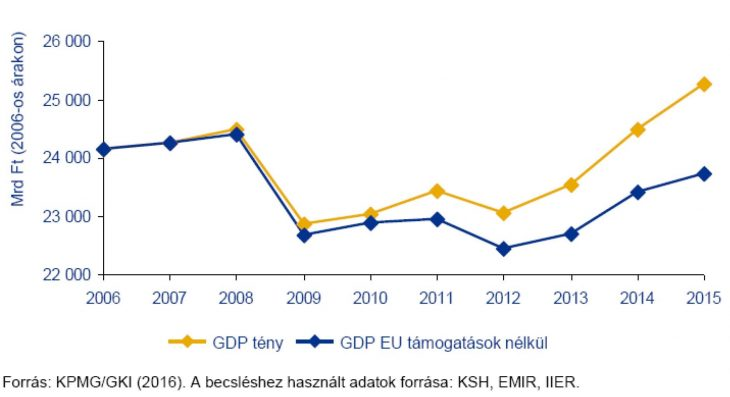 Mrd Ft (2006-os árakon)
26 000
25 000
24 000
23 000
22 000
2006 2007 2008 2009 2010 2011 2012 2013 2014 2015
GDP tény GDP EU támogatások nélkül
Forrás: KPMG/GKI (2016). A becsléshez használt adatok forrása: KSH, EMIR, IIER.